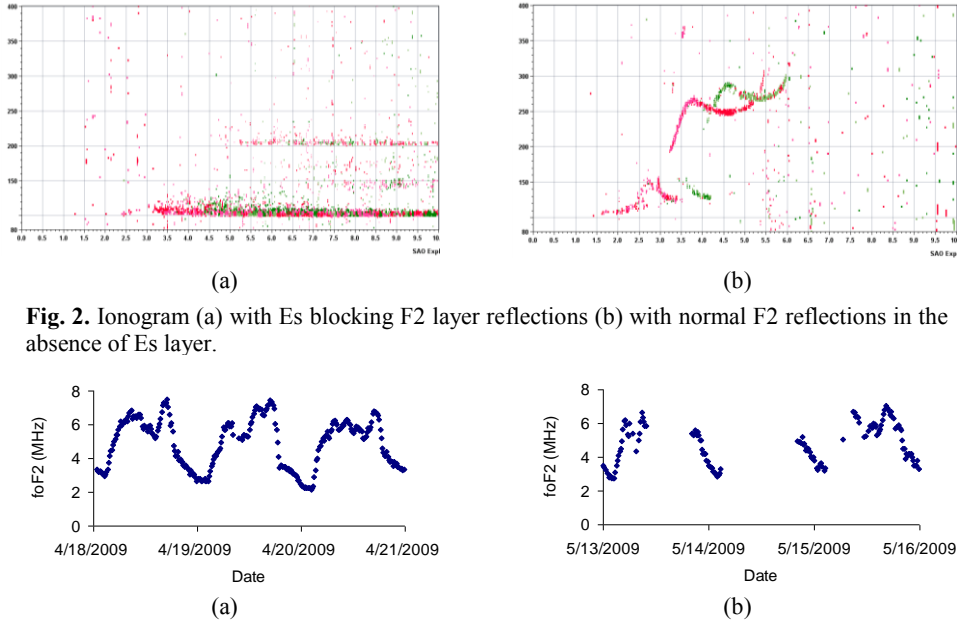 400
350
300
250
200
150
80
0.0 0.5 1.0 1.5 2.0 2.5 3.0 3.5 4.0 4.5 5.0 5.5 6.0 6.5 7.0 7.5 8.0 8.5 9.0 9.5 10.
SAO Expl
(a)
400
350
300
250
200
150
80
0.0 0.5 1.0 1.5 2.0 2.5 3.0 3.5 4.0 4.5 5.0 5.5 6.0 6.5 7.0 7.5 8.0 8.5 9.0 9.5 10.
SAO Expl
(b)
Fig. 2. Ionogram (a) with Es blocking F2 layer reflections (b) with normal F2 reflections in the
absence of Es layer.
8
6
4
2
0
foF2 (MHz)
4/18/2009 4/19/2009 4/20/2009 4/21/2009
Date
(a)
8
6
4
2
0
foF2 (MHz)
5/13/2009 5/14/2009 5/15/2009 5/16/2009
Date
(b)